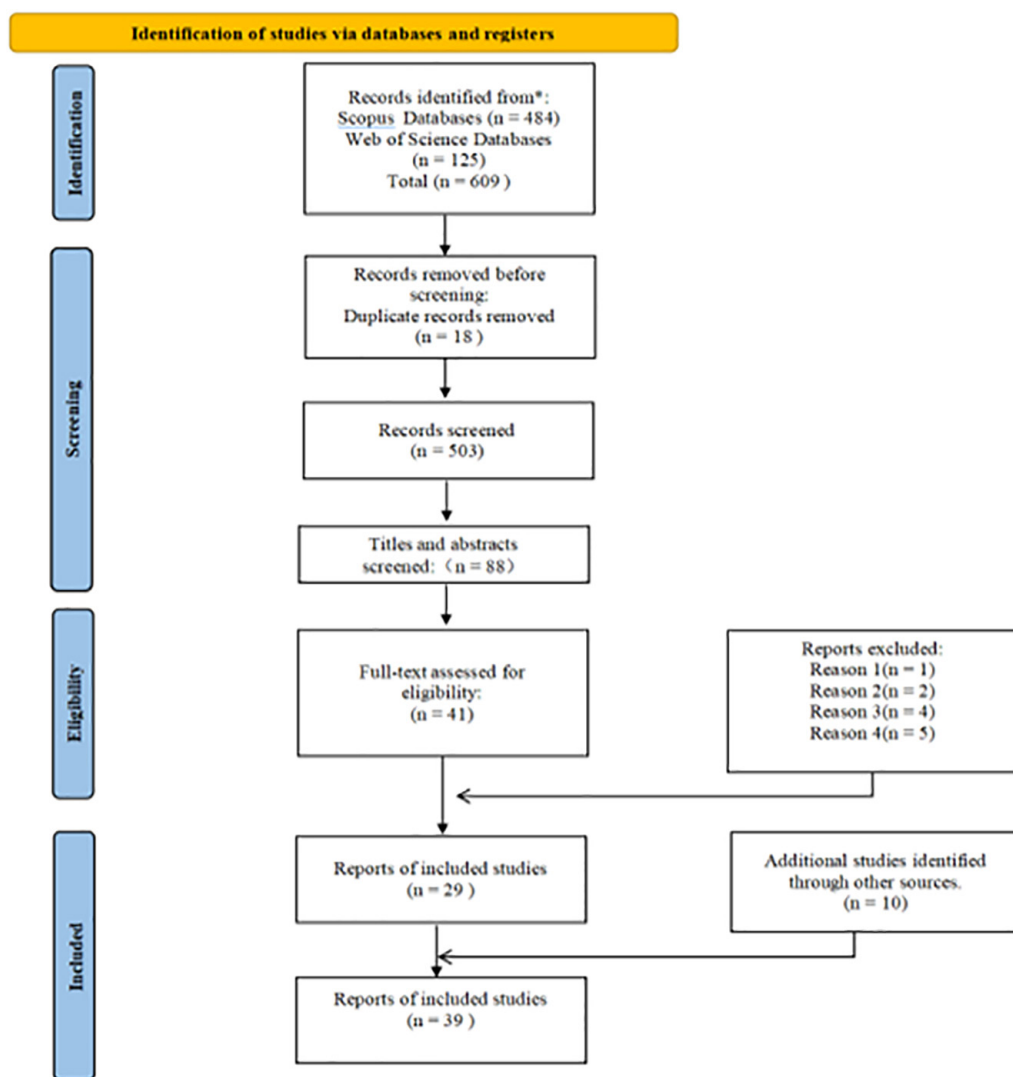 Identification of studies via databases and registers
Identification
Records identified from*:
Scopus Databases (n = 484)
Web of Science Databases
(n = 125)
Total (n = 609 )
Screening
Records removed before
screening:
Duplicate records removed
(n = 18 )
Records screened
(n = 503)
Titles and abstracts
screened:（n = 88）
Eligibility
Full-text assessed for
eligibility:
(n = 41)
Reports excluded:
Reason 1(n = 1)
Reason 2(n = 2)
Reason 3(n = 4)
Reason 4(n = 5)
Included
Reports of included studies
(n = 29 )
Additional studies identified
through other sources.
(n = 10)
Reports of included studies
(n = 39 )